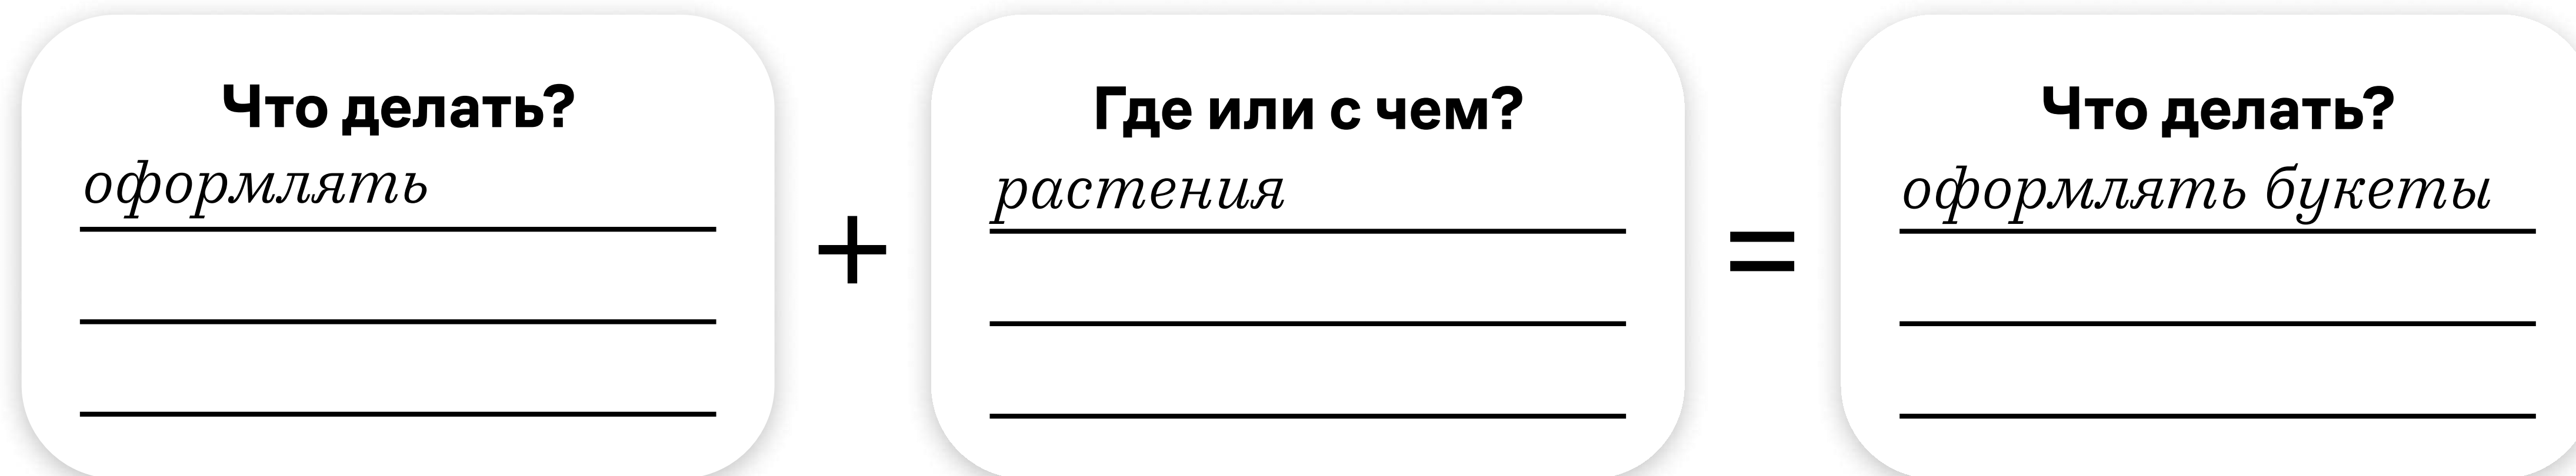 Что делать?
оформлять
+
Где или с чем?
растения
=
Что делать?
оформлять букеты